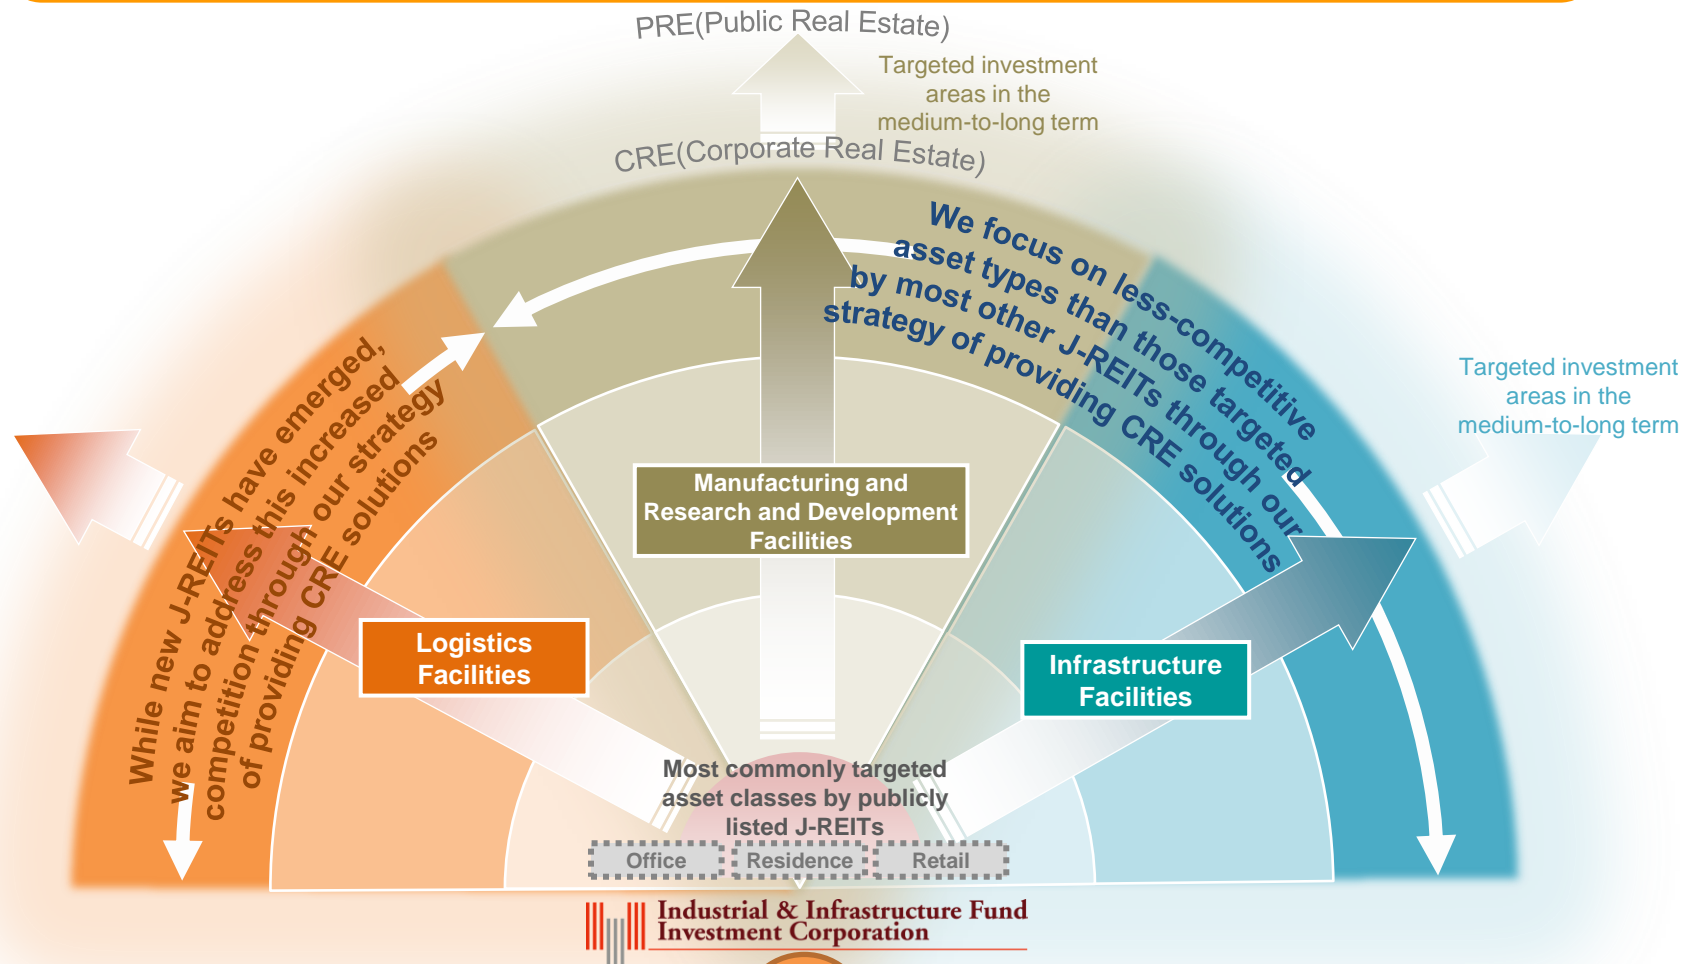 PRE(Public Real Estate)
Targeted investment
areas in the
medium-to-long term
CRE(Corporate Real Estate)
We focus on less-competitive
asset types than those targeted
by most other J-REITs through our
strategy of providing CRE solutions
Targeted investment
areas in the
medium-to-long term
While new J-REITs have emerged,
we aim to address this increased
competition through our strategy
of providing CRE solutions
Manufacturing and
Research and Development
Facilities
Logistics
Facilities
Infrastructure
Facilities
Most commonly targeted
asset classes by publicly
listed J-REITs
Office
Residence
Retail
Industrial & Infrastructure Fund
Investment Corporation